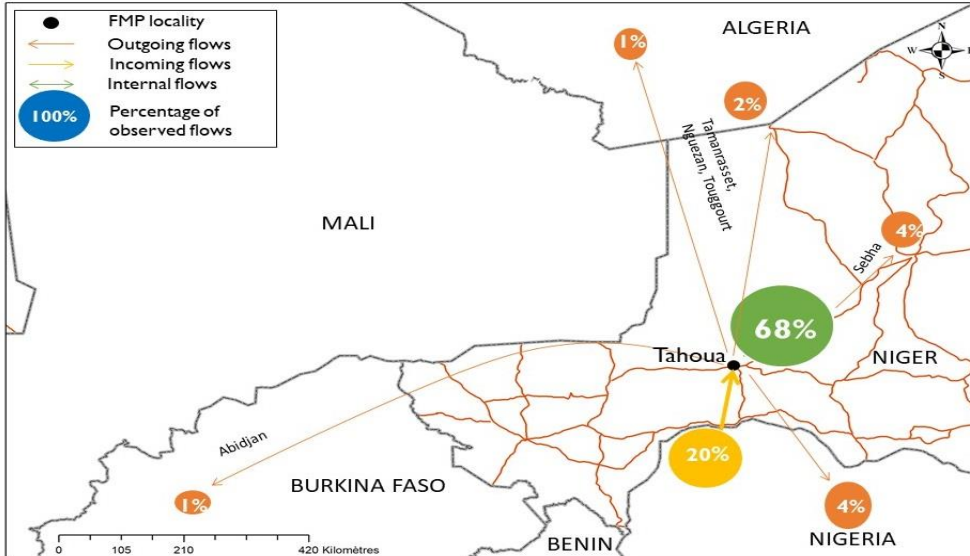 FMP locality
Outgoing flows
Incoming flows
Internal flows
100%
Percentage of
observed flows
1%
ALGERIA
N
W
E
S
2%
Tamanrasset,
Nguezan, Touggourt
MALI
4%
Sebha
68%
Tahoua
NIGER
Abidjan
20%
BURKINA FASO
1%
4%
NIGERIA
BENIN
0 105 210 420 Kilomètres